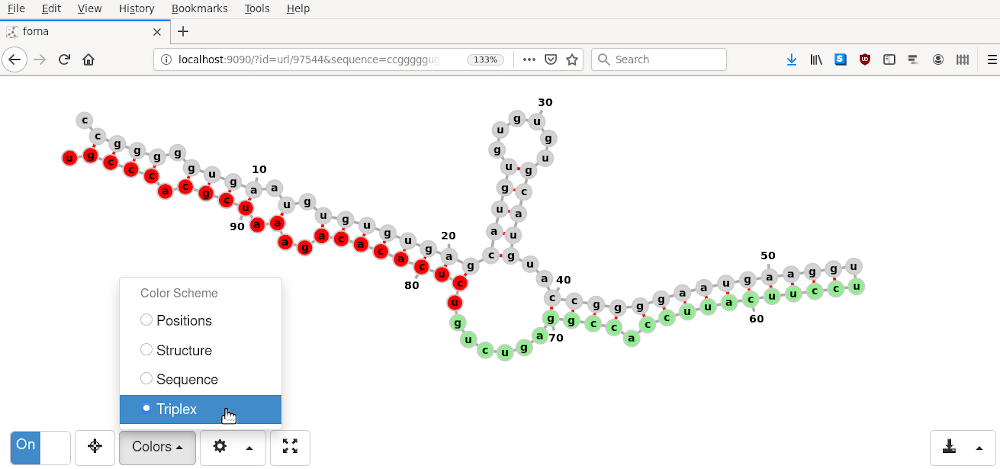 File Edit View History Bookmarks Tools Help
forna
localhost:9090/?id=url/97544&sequence=ccgggggug
133%
Search
c c g g g g g u g a a u g u g u g u g a g c a u g u g u g u g u g c a u g u a c c g g g g a a u g a a g g u
u c c u u c a u u c c a c c g g a g u c u g u c u c a c a c a g a a a u c g c a c c c g u
10
20
30
40
50
60
70
80
90
Color Scheme
Positions
Structure
Sequence
Triplex
On
Colors